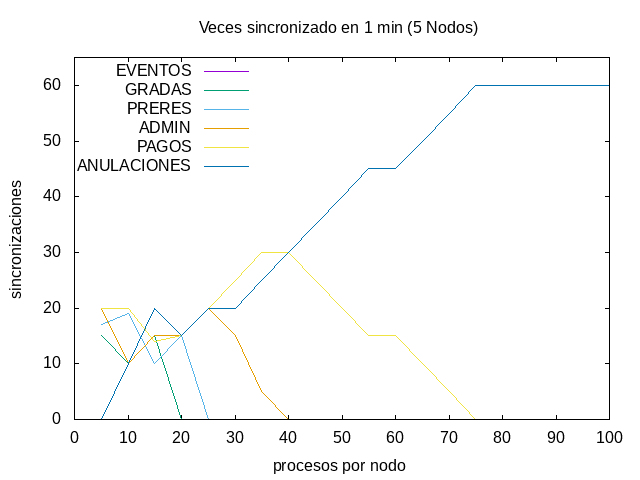 Veces sincronizado en 1 min (5 Nodos)
EVENTOS
GRADAS
PRERES
ADMIN
PAGOS
ANULACIONES
sincronizaciones
60
50
40
30
20
10
0
0 10 20 30 40 50 60 70 80 90 100
procesos por nodo